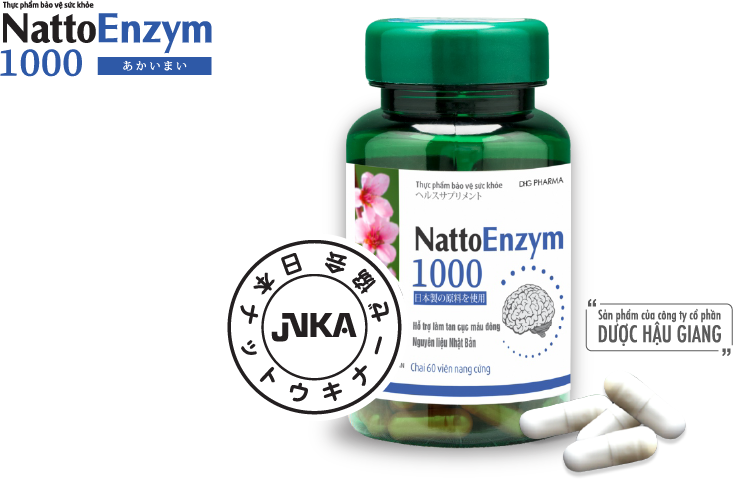 Thực phẩm bảo vệ sức khỏe
NattoEnzym
1000
あかいまい
Thực phẩm bảo vệ sức khỏe
ヘルスサプリメント
DHG PHARMA
NattoEnzym
1000
日本製の原料を使用
Hỗ trợ làm tan cục máu đông
Nguyên liệu Nhật Bản
Chai 60 viên nang cứng
日本ナットウキナーゼ協会
JNKA
"Sản phẩm của công ty cổ phần
DƯỢC HẬU GIANG"